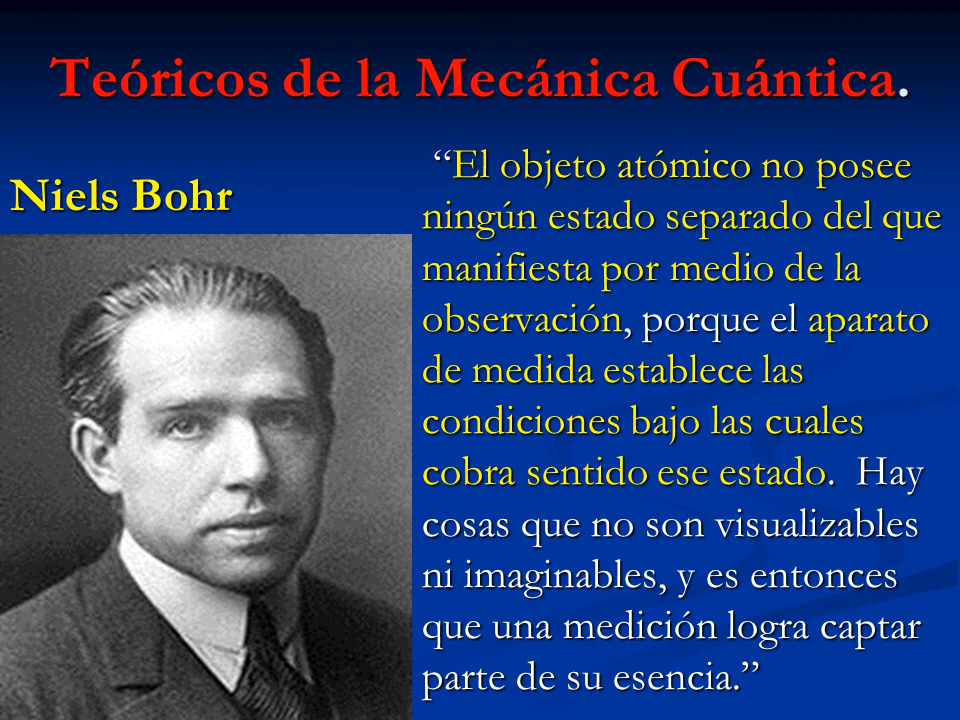 Teóricos de la Mecánica Cuántica.
Niels Bohr
“El objeto atómico no posee
ningún estado separado del que
manifiesta por medio de la
observación, porque el aparato
de medida establece las
condiciones bajo las cuales
cobra sentido ese estado.  Hay
cosas que no son visualizables
ni imaginables, y es entonces
que una medición logra captar
parte de su esencia.”